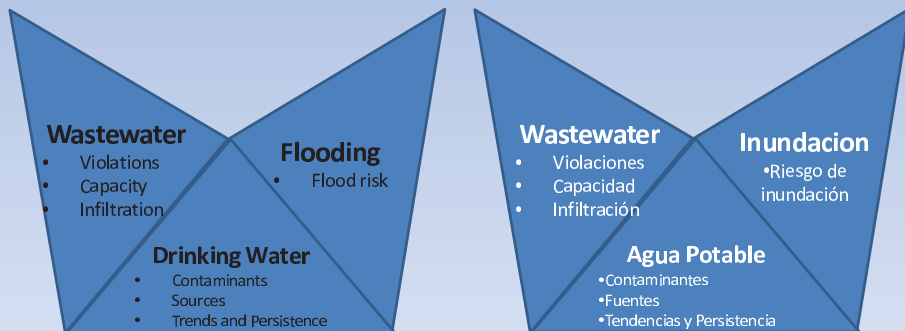 Wastewater
• Violations
• Capacity
• Infiltration
Flooding
• Flood risk
Drinking Water
• Contaminants
• Sources
• Trends and Persistence
Wastewater
• Violaciones
• Capacidad
• Infiltración
Inundacion
•Riesgo de
inundación
Agua Potable
•Contaminantes
•Fuentes
•Tendencias y Persistencia